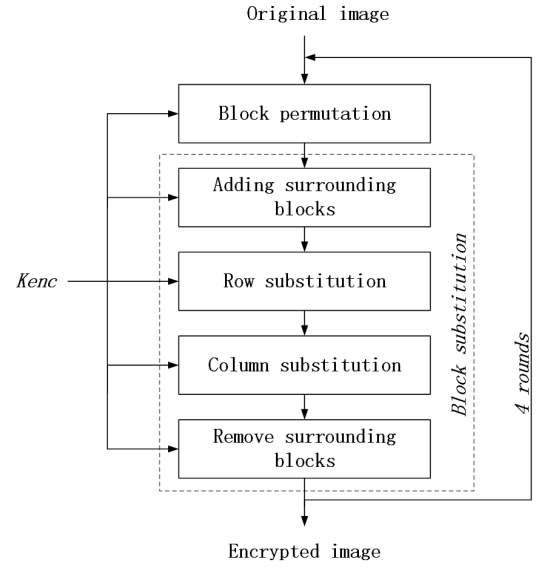 Original image
Block permutation
Adding surrounding
blocks
Kenc
Row substitution
Column substitution
Remove surrounding
blocks
Block substitution
4 rounds
Encrypted image